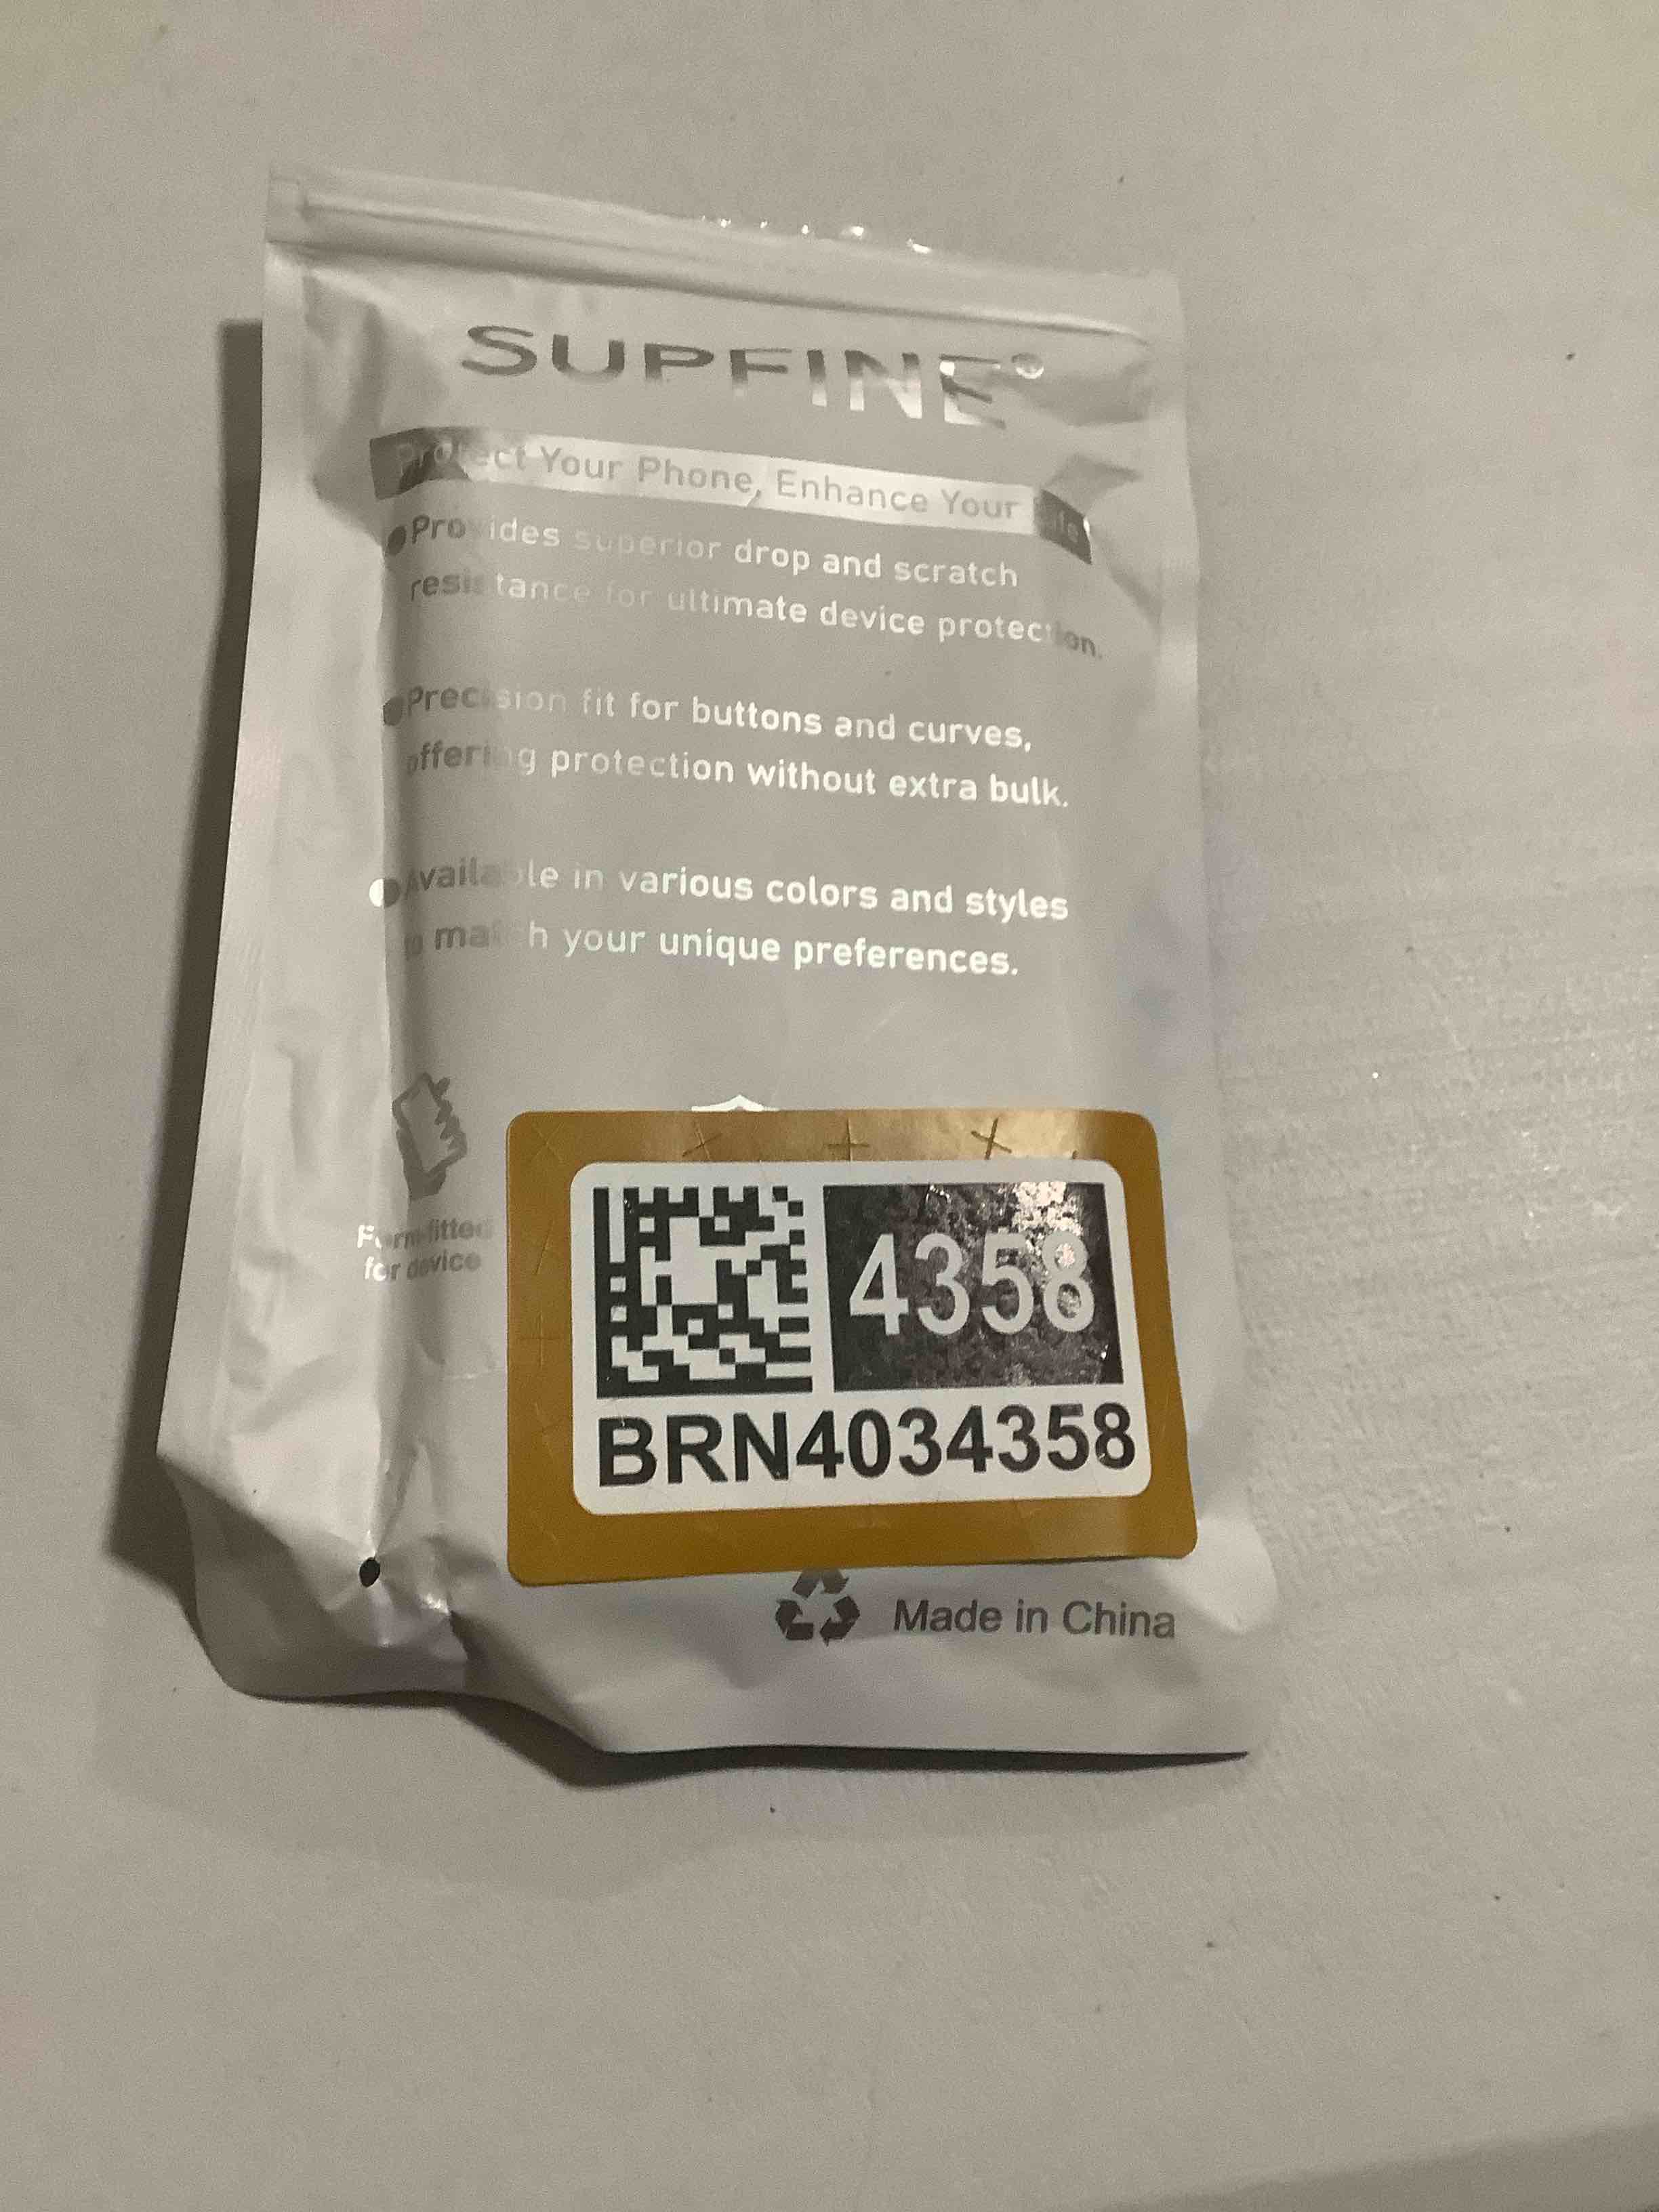 SUPFINE®
Protect Your Phone, Enhance Your Life
●Provides superior drop and scratch
resistance for ultimate device protection.
●Precision fit for buttons and curves,
offering protection without extra bulk.
●Available in various colors and styles
to match your unique preferences.
Form-fitted
for device
4358
BRN4034358
Made in China